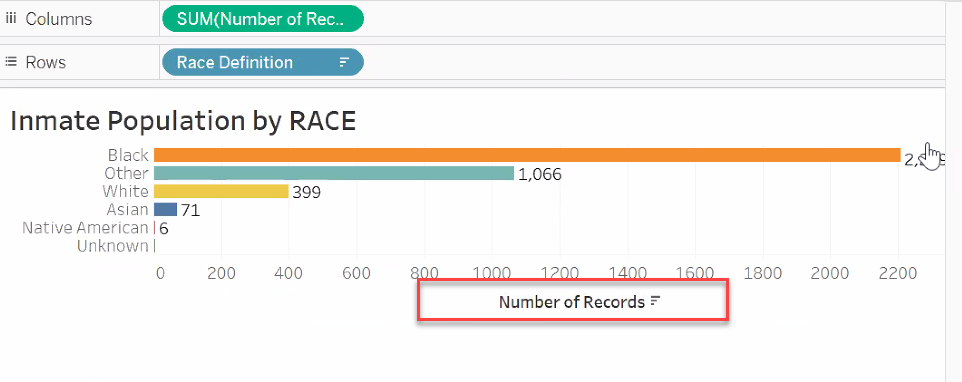 Columns SUM(Number of Rec..
Rows Race Definition
Inmate Population by RACE
Black
Other 1,066
White 399
Asian 71
Native American 6
Unknown
0 200 400 600 800 1000 1200 1400 1600 1800 2000 2200
Number of Records